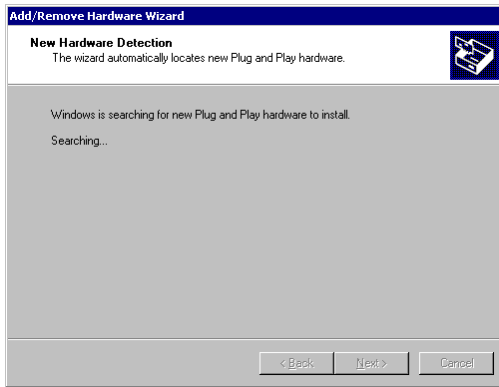 Add/Remove Hardware Wizard
New Hardware Detection
The wizard automatically locates new Plug and Play hardware.
Windows is searching for new Plug and Play hardware to install.
Searching...
< Back
Next >
Cancel